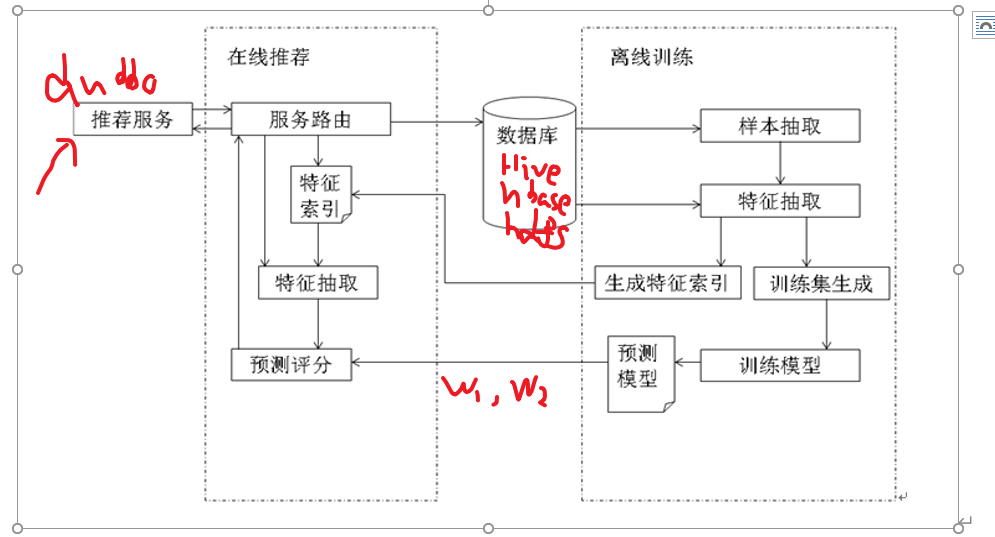 在线推荐
离线训练
推荐服务
服务路由
数据库
Hive
hbase
hdfs
样本抽取
特征
索引
特征抽取
特征抽取
生成特征索引
训练集生成
预测评分
预测
模型
训练模型
W1, W2